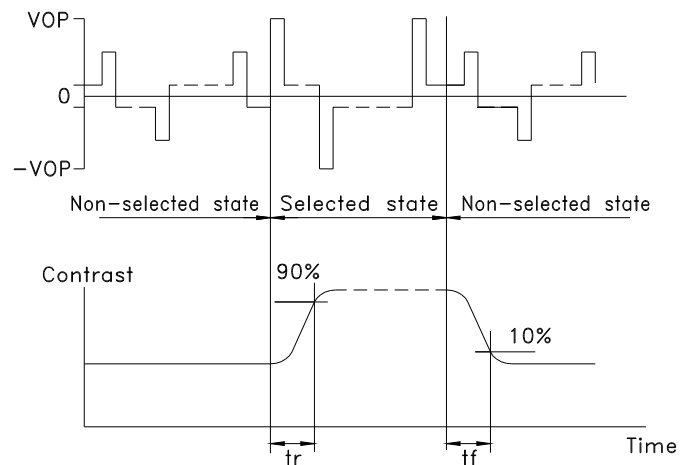 VOP
0
-VOP
Non-selected state
Selected state
Non-selected state
Contrast
90%
10%
Time
tr
tf